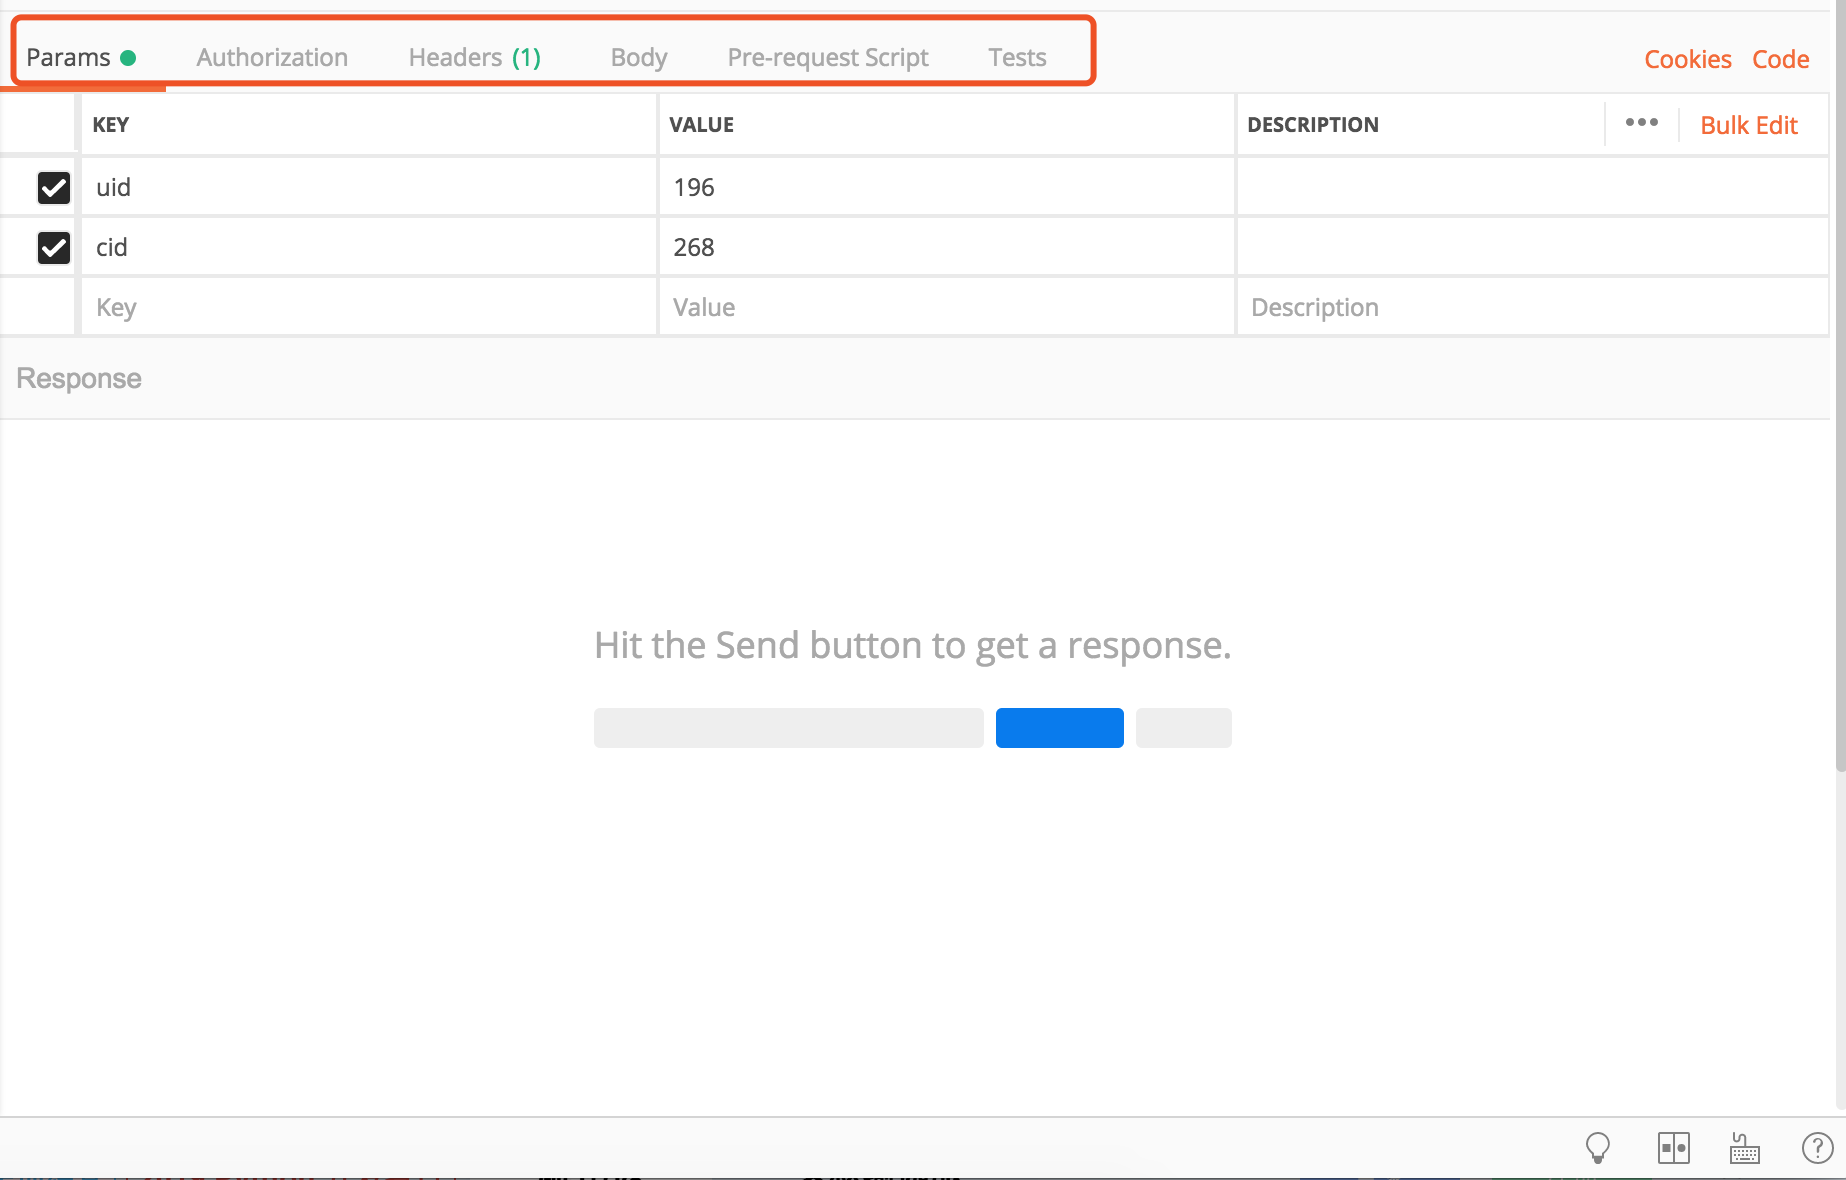 Params Authorization Headers (1) Body Pre-request Script Tests Cookies Code
KEY VALUE DESCRIPTION ••• Bulk Edit
uid 196
cid 268
Key Value Description
Response
Hit the Send button to get a response.
?